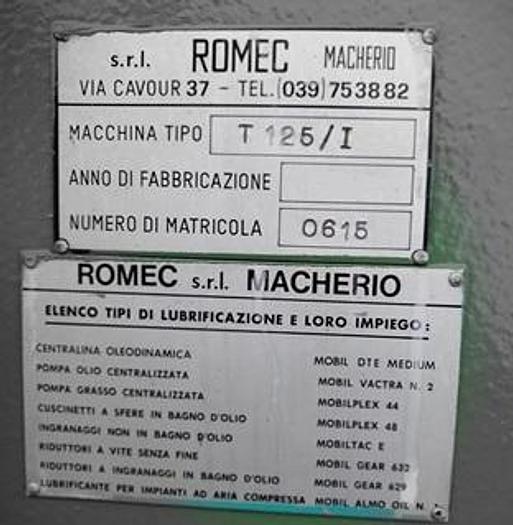 s.r.l. ROMEC MACHERIO
VIA CAVOUR 37 - TEL.(039)753882
MACCHINA TIPO T 125/I
ANNO DI FABBRICAZIONE
NUMERO DI MATRICOLA 0615
ROMEC s.r.l. MACHERIO
ELENCO TIPI DI LUBRIFICAZIONE E LORO IMPIEGO:
CENTRALINA OLEODINAMICA MOBIL DTE MEDIUM
POMPA OLIO CENTRALIZZATA MOBIL VACTRA N. 2
POMPA GRASSO CENTRALIZZATA MOBILPLEX 44
CUSCINETTI A SFERE IN BAGNO D'OLIO MOBILPLEX 48
INGRANAGGI NON IN BAGNO D'OLIO MOBILTAC E
RIDUTTORI A VITE SENZA FINE MOBIL GEAR 632
RIDUTTORI A INGRANAGGI IN BAGNO D'OLIO MOBIL GEAR 629
LUBRIFICANTE PER IMPIANTI AD ARIA COMPRESSA MOBIL ALMO OIL N.